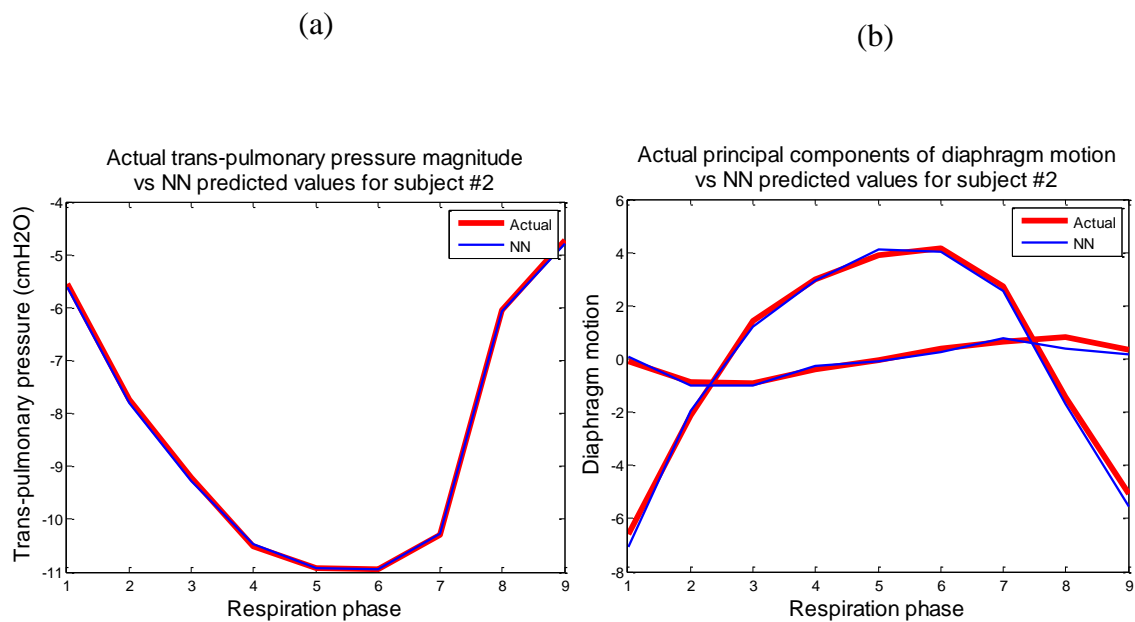 (a)
(b)
Actual trans-pulmonary pressure magnitude
vs NN predicted values for subject #2
Trans-pulmonary pressure (cmH2O)
-4
-5
-6
-7
-8
-9
-10
-11
Actual
NN
1 2 3 4 5 6 7 8 9
Respiration phase
Actual principal components of diaphragm motion
vs NN predicted values for subject #2
Diaphragm motion
6
4
2
0
-2
-4
-6
-8
Actual
NN
1 2 3 4 5 6 7 8 9
Respiration phase